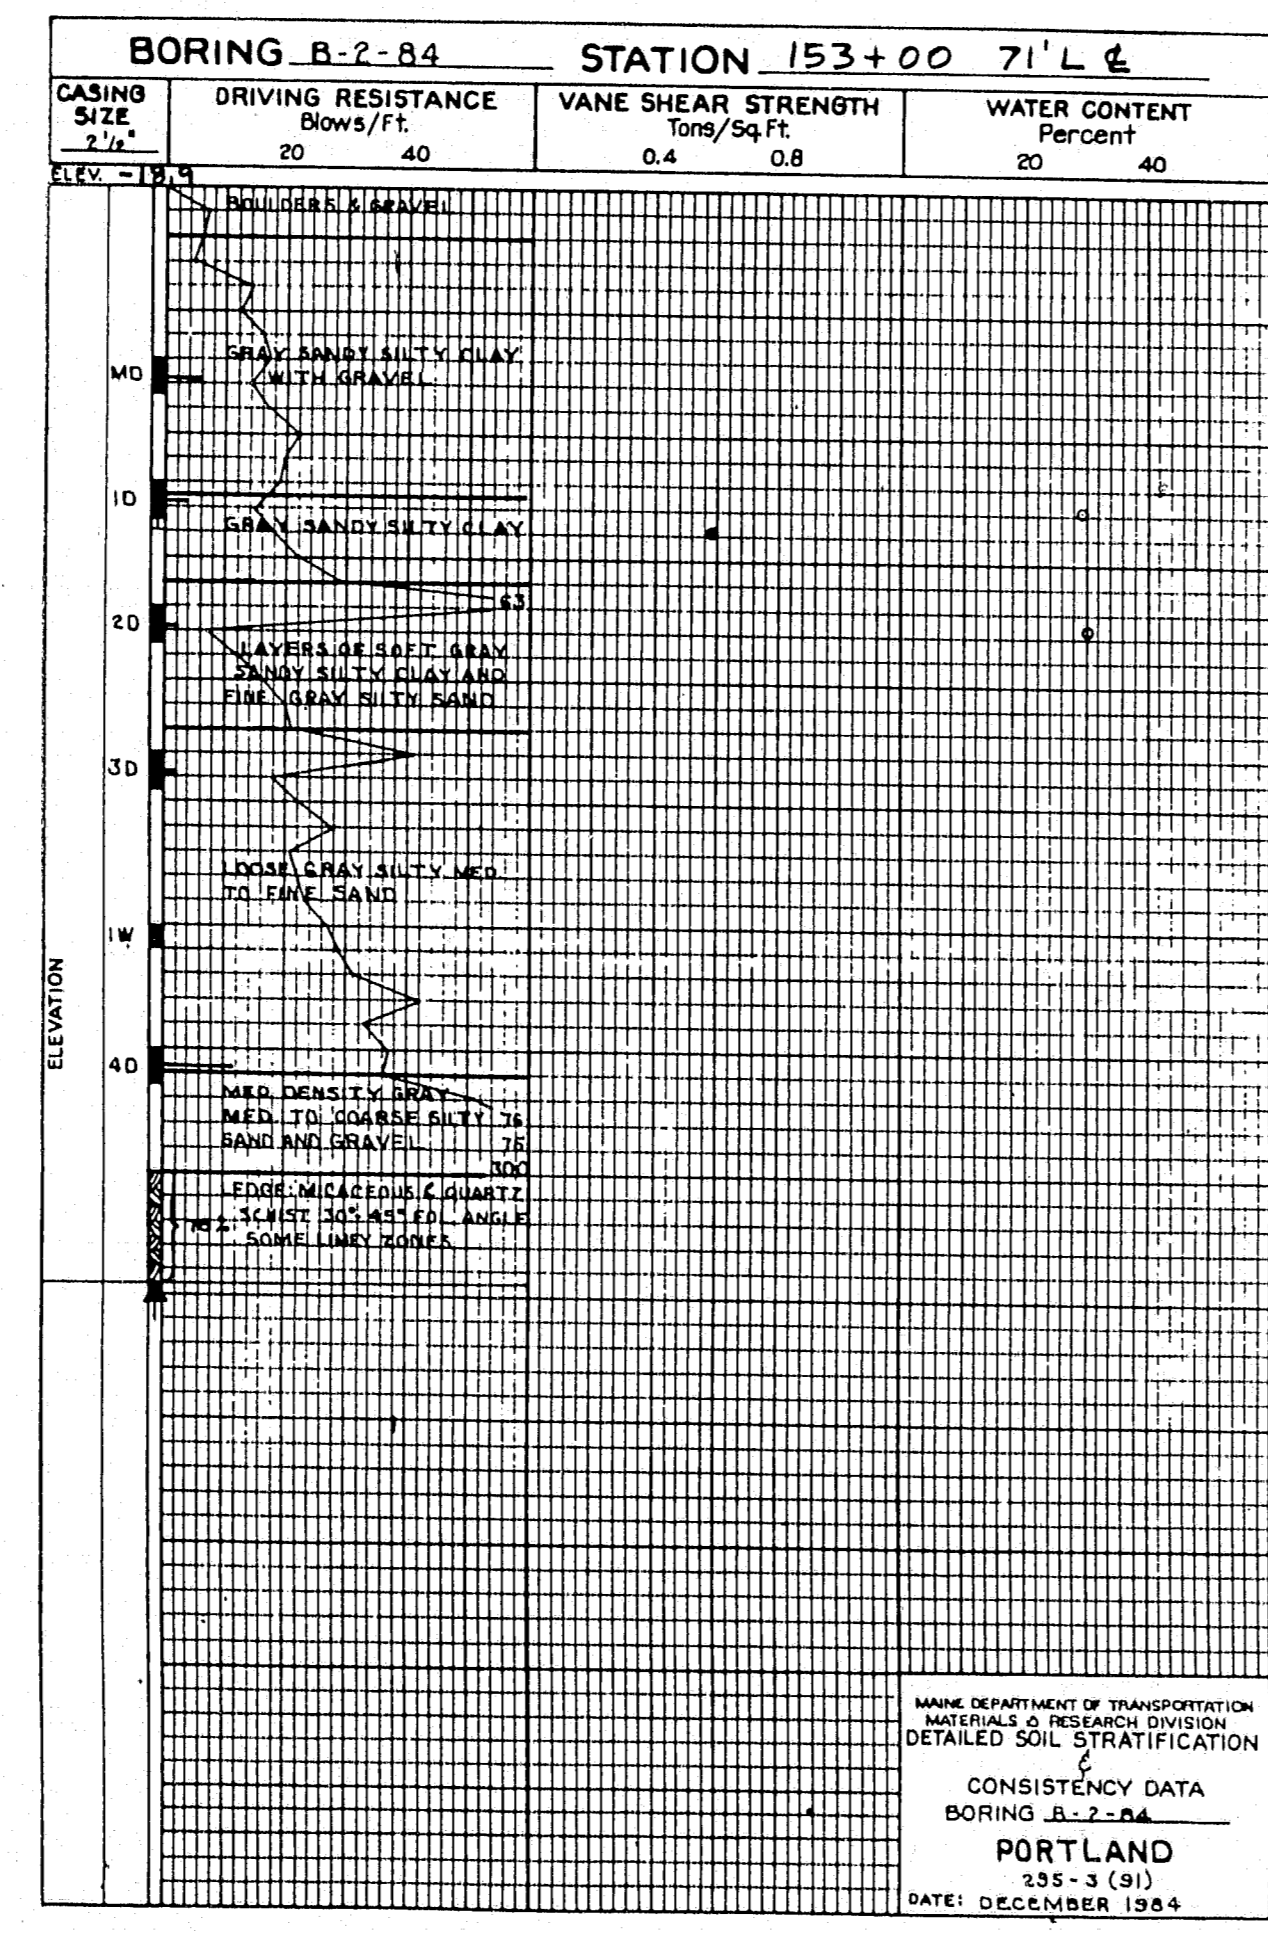 BORING B-2-84 STATION 153+00 71'L ℄
CASING SIZE 2 1/2"
DRIVING RESISTANCE
Blows/Ft.
20 40
VANE SHEAR STRENGTH
Tons/Sq.Ft.
0.4 0.8
WATER CONTENT
Percent
20 40
ELEV. -18.9
BOULDERS & GRAVEL
GRAY SANDY SILTY CLAY
MD
WITH GRAVEL
1D
GRAY SANDY SILTY CLAY
63
2D
LAYERS OF SOFT GRAY
SANDY SILTY CLAY AND
FINE GRAY SILTY SAND
3D
LOOSE GRAY SILTY MED.
TO FINE SAND
1W
ELEVATION
4D
MED. DENSITY GRAY
MED. TO COARSE SILTY 76
SAND AND GRAVEL 75
300
LEDGE: MICACEOUS & QUARTZ
SCHIST 30°-45° FOL. ANGLE
SOME LIMEY ZONES
MAINE DEPARTMENT OF TRANSPORTATION
MATERIALS & RESEARCH DIVISION
DETAILED SOIL STRATIFICATION
&
CONSISTENCY DATA
BORING B-2-84
PORTLAND
295-3 (91)
DATE: DECEMBER 1984